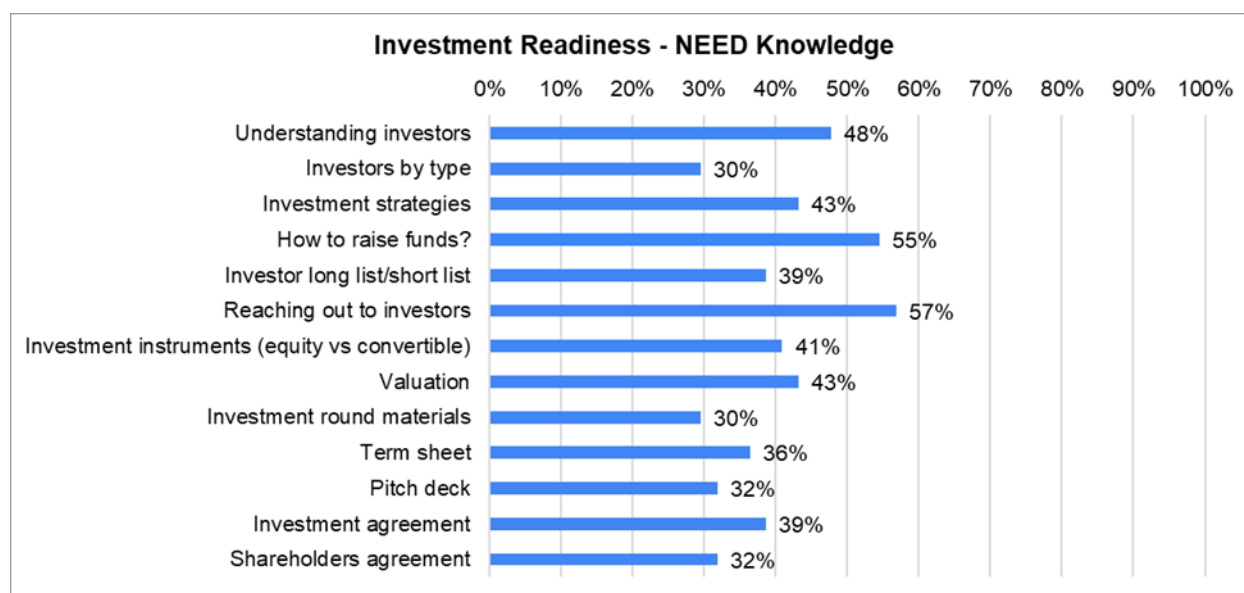 Investment Readiness - NEED Knowledge
0% 10% 20% 30% 40% 50% 60% 70% 80% 90% 100%
Understanding investors 48%
Investors by type 30%
Investment strategies 43%
How to raise funds? 55%
Investor long list/short list 39%
Reaching out to investors 57%
Investment instruments (equity vs convertible) 41%
Valuation 43%
Investment round materials 30%
Term sheet 36%
Pitch deck 32%
Investment agreement 39%
Shareholders agreement 32%